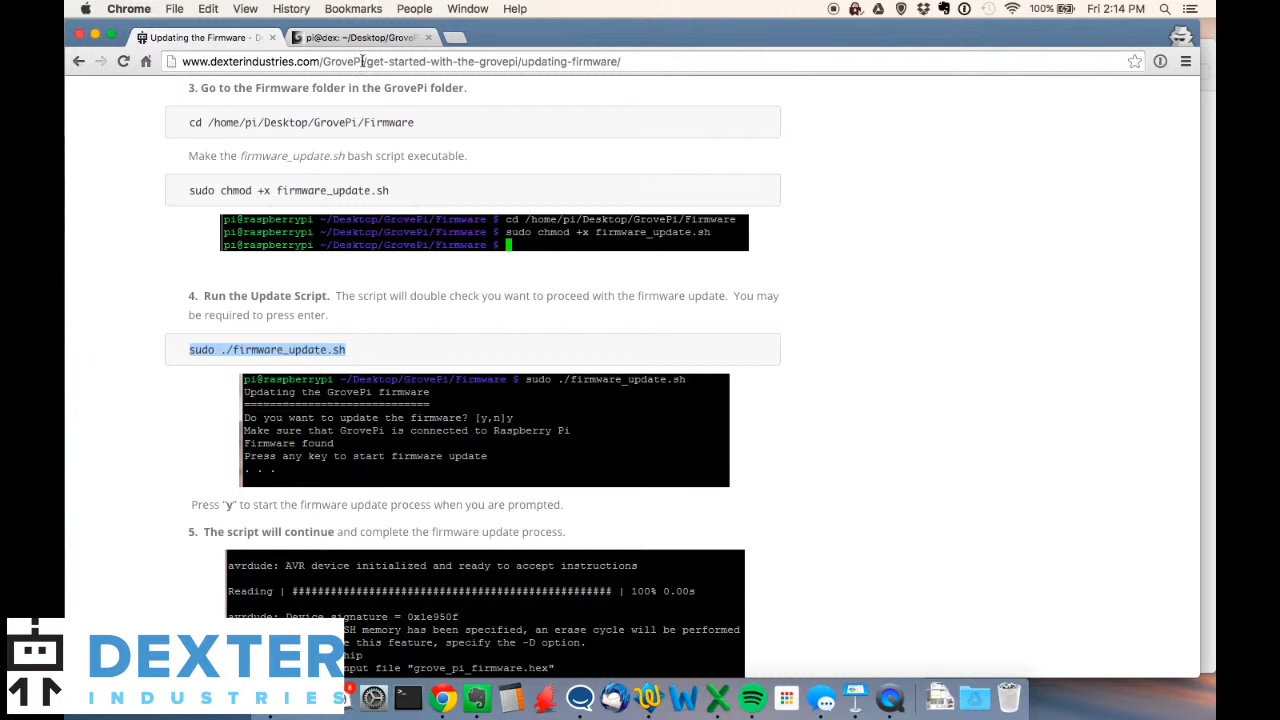 Chrome File Edit View History Bookmarks People Window Help 100% Fri 2:14 PM
Updating the Firmware - D pi@dex: ~/Desktop/GroveP
www.dexterindustries.com/GrovePi/get-started-with-the-grovepi/updating-firmware/
3. Go to the Firmware folder in the GrovePi folder.
cd /home/pi/Desktop/GrovePi/Firmware
Make the firmware_update.sh bash script executable.
sudo chmod +x firmware_update.sh
pi@raspberrypi ~/Desktop/GrovePi/Firmware $ cd /home/pi/Desktop/GrovePi/Firmware
pi@raspberrypi ~/Desktop/GrovePi/Firmware $ sudo chmod +x firmware_update.sh
pi@raspberrypi ~/Desktop/GrovePi/Firmware $
4. Run the Update Script. The script will double check you want to proceed with the firmware update. You may
be required to press enter.
sudo ./firmware_update.sh
pi@raspberrypi ~/Desktop/GrovePi/Firmware $ sudo ./firmware_update.sh
Updating the GrovePi firmware
=============================
Do you want to update the firmware? [y,n]y
Make sure that GrovePi is connected to Raspberry Pi
Firmware found
Press any key to start firmware update
. . .
Press "y" to start the firmware update process when you are prompted.
5. The script will continue and complete the firmware update process.
avrdude: AVR device initialized and ready to accept instructions
Reading | ################################################## | 100% 0.00s
avrdude: Device signature = 0x1e950f
SH memory has been specified, an erase cycle will be performed
e this feature, specify the -D option.
hip
nput file "grove_pi_firmware.hex"
DEXTER
INDUSTRIES